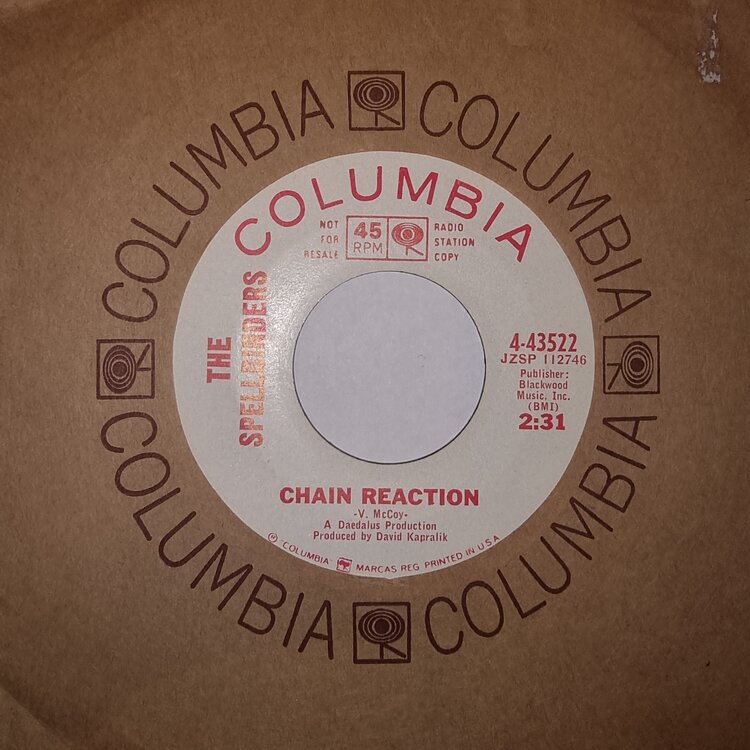 COLUMBIA
COLUMBIA
COLUMBIA
COLUMBIA
COLUMBIA
COLUMBIA
COLUMBIA
NOT
FOR
RESALE
45
RPM
RADIO
STATION
COPY
THE
SPELLBINDERS
4-43522
JZSP 112746
Publisher:
Blackwood
Music, Inc.
(BMI)
2:31
CHAIN REACTION
-V. McCoy-
A Daedalus Production
Produced by David Kapralik
® "COLUMBIA" MARCAS REG. PRINTED IN U.S.A.